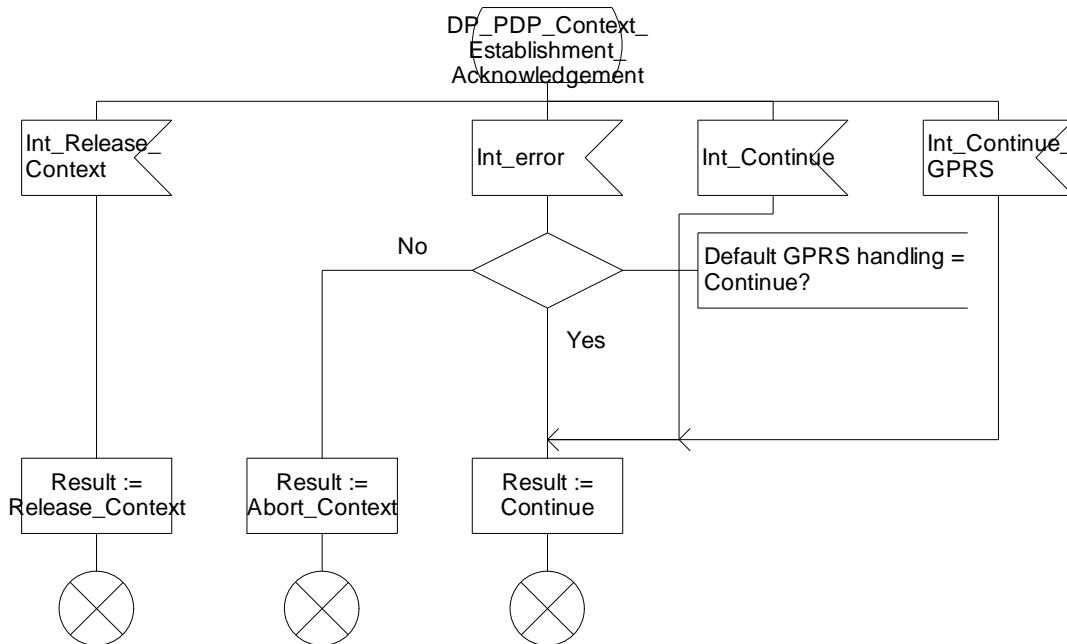 DP_PDP_Context_
Establishment_
Acknowledgement
Int_Release_
Context
Int_error
Int_Continue
Int_Continue_
GPRS
No
Default GPRS handling =
Continue?
Yes
Result :=
Release_Context
Result :=
Abort_Context
Result :=
Continue